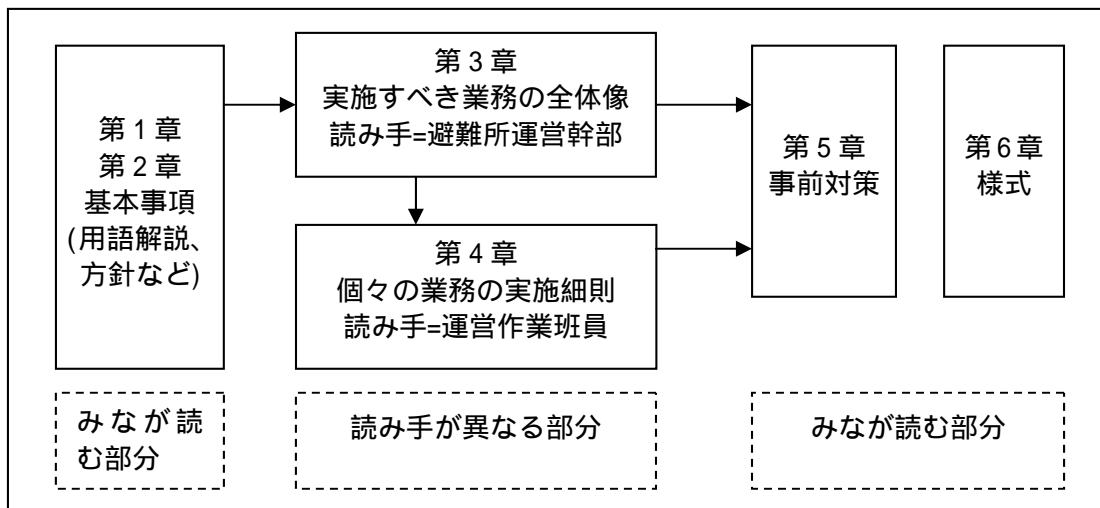 第１章
第２章
基本事項
(用語解説、
方針など)
第３章
実施すべき業務の全体像
読み手=避難所運営幹部
第４章
個々の業務の実施細則
読み手=運営作業班員
第５章
事前対策
第６章
様式
みなが読
む部分
読み手が異なる部分
みなが読む部分